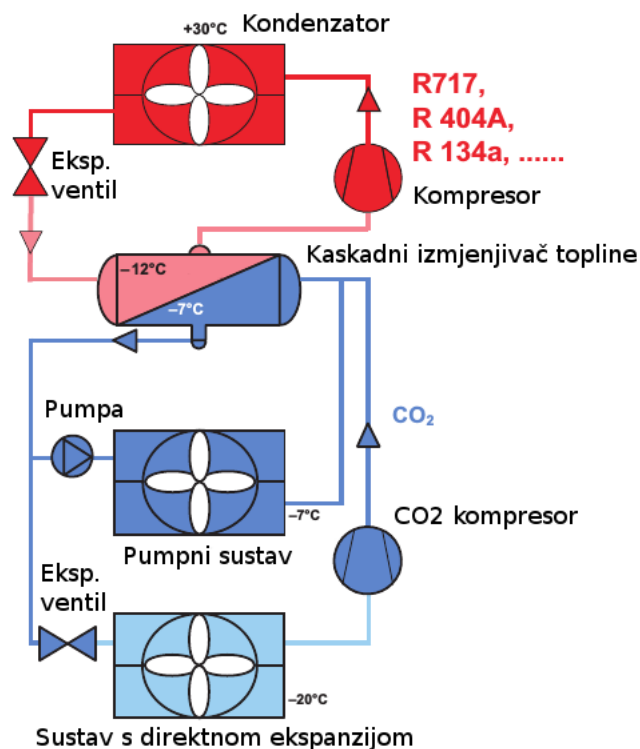 +30°C
Kondenzator
R717,
R 404A,
R 134a, ......
Eksp.
ventil
Kompresor
Kaskadni izmjenjivač topline
–12°C
–7°C
Pumpa
CO₂
–7°C
CO2 kompresor
Pumpni sustav
Eksp.
ventil
–20°C
Sustav s direktnom ekspanzijom